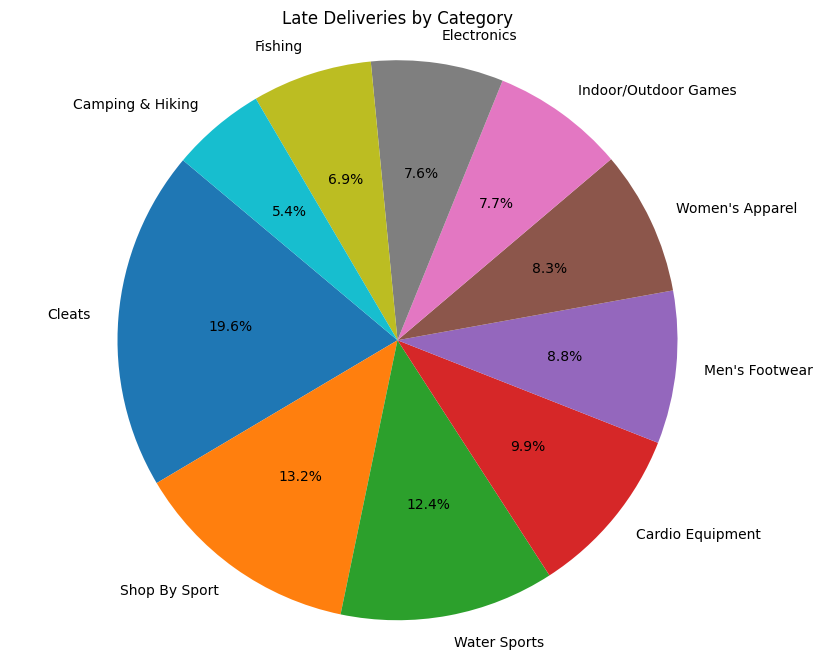 Late Deliveries by Category
Electronics
Fishing
Indoor/Outdoor Games
Camping & Hiking
7.6%
6.9%
7.7%
Women's Apparel
5.4%
8.3%
Cleats
19.6%
8.8%
Men's Footwear
9.9%
13.2%
12.4%
Cardio Equipment
Shop By Sport
Water Sports